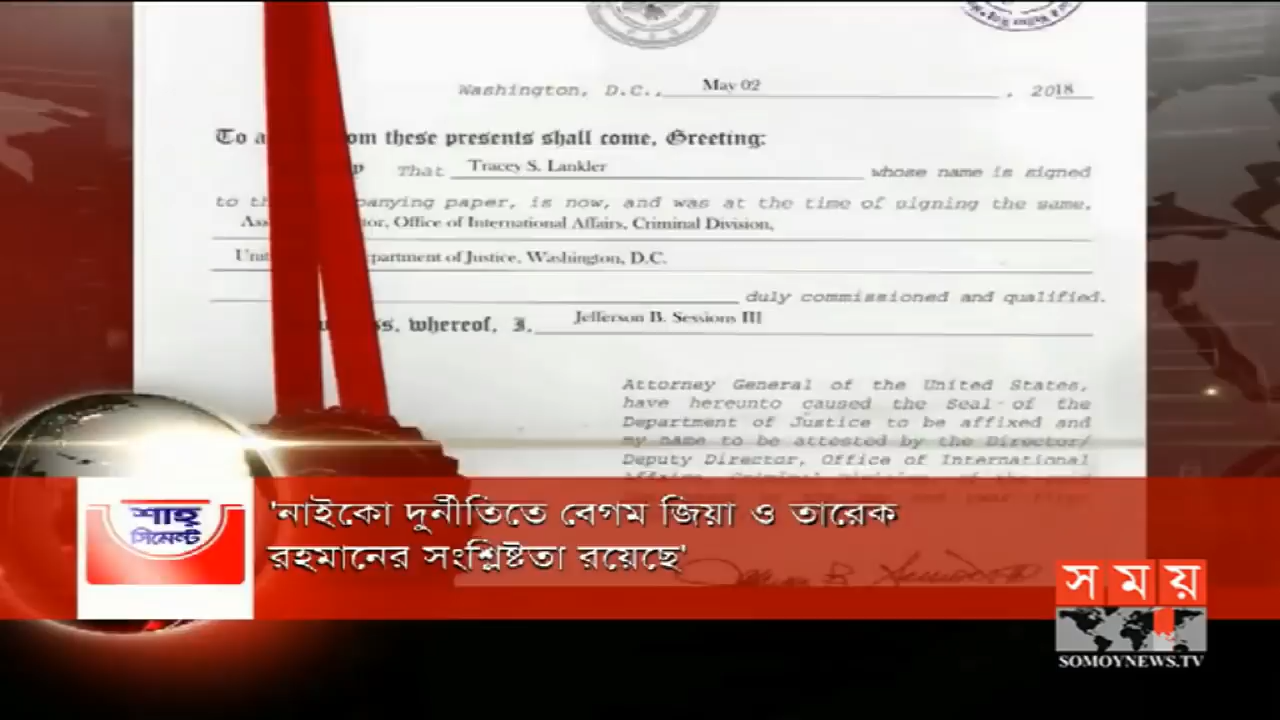 Washington, D.C., May 02, 2018
To a om these presents shall come, Greeting:
p That Tracey S. Lankler whose name is signed
to th panying paper, is now, and was at the time of signing the same,
Ass tor, Office of International Affairs, Criminal Division,
Unit partment of Justice, Washington, D.C.
duly commissioned and qualified.
ss, whereof, I, Jefferson B. Sessions III
Attorney General of the United States,
have hereunto caused the Seal of the
Department of Justice to be affixed and
my name to be attested by the Director/
Deputy Director, Office of International
শাহ্
সিমেন্ট
'নাইকো দুর্নীতিতে বেগম জিয়া ও তারেক
রহমানের সংশ্লিষ্টতা রয়েছে'
সময়
SOMOYNEWS.TV